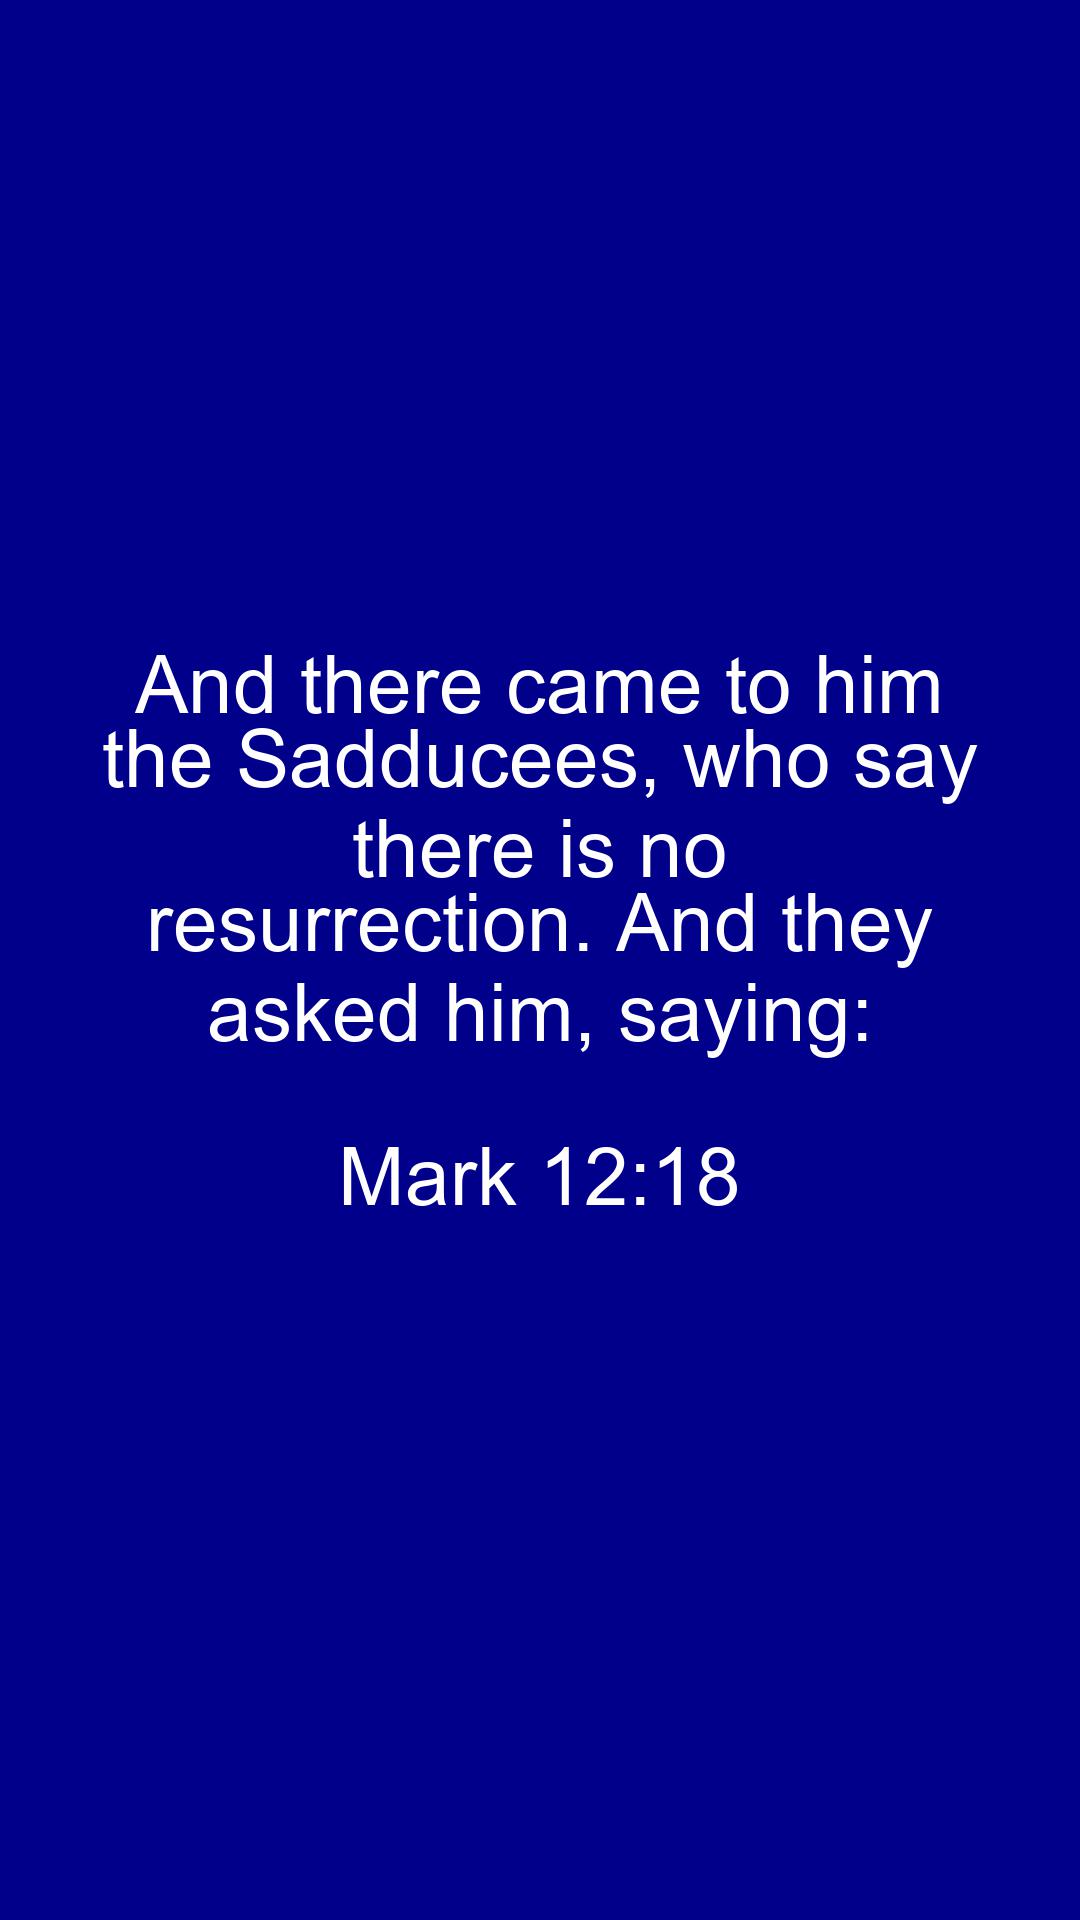 And there came to him
the Sadducees, who say
there is no
resurrection. And they
asked him, saying:
Mark 12:18